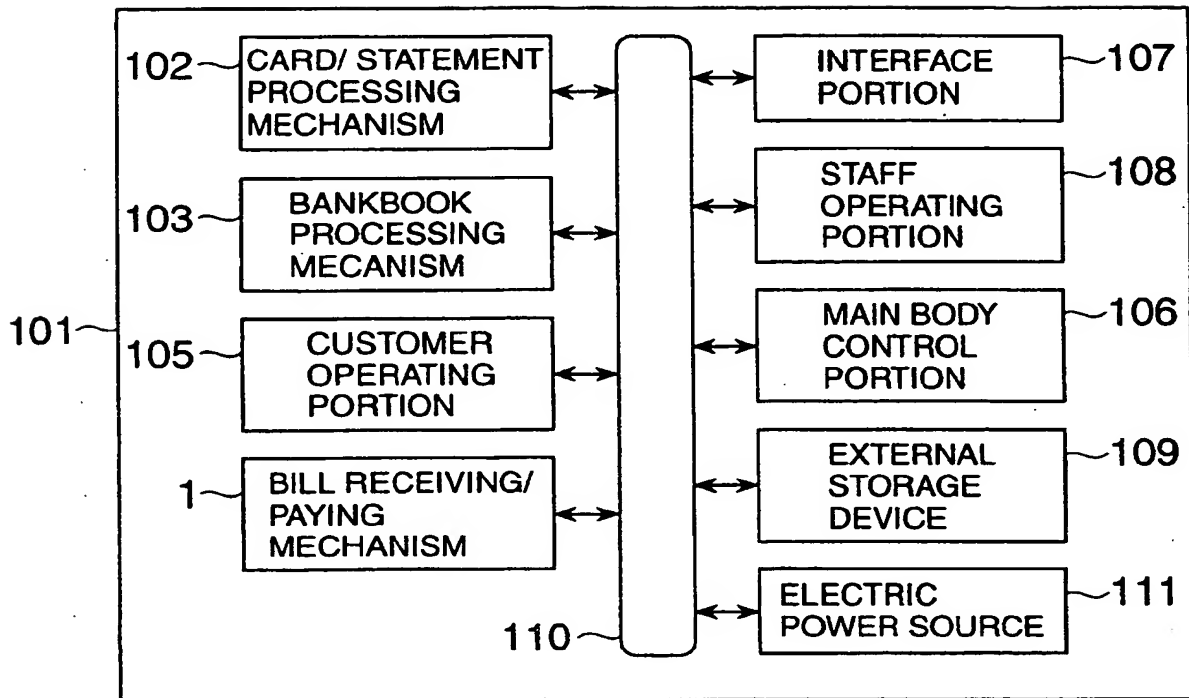 102
CARD/ STATEMENT
PROCESSING
MECHANISM
103
BANKBOOK
PROCESSING
MECANISM
101
105
CUSTOMER
OPERATING
PORTION
1
BILL RECEIVING/
PAYING
MECHANISM
110
INTERFACE
PORTION
107
STAFF
OPERATING
PORTION
108
MAIN BODY
CONTROL
PORTION
106
EXTERNAL
STORAGE
DEVICE
109
ELECTRIC
POWER SOURCE
111